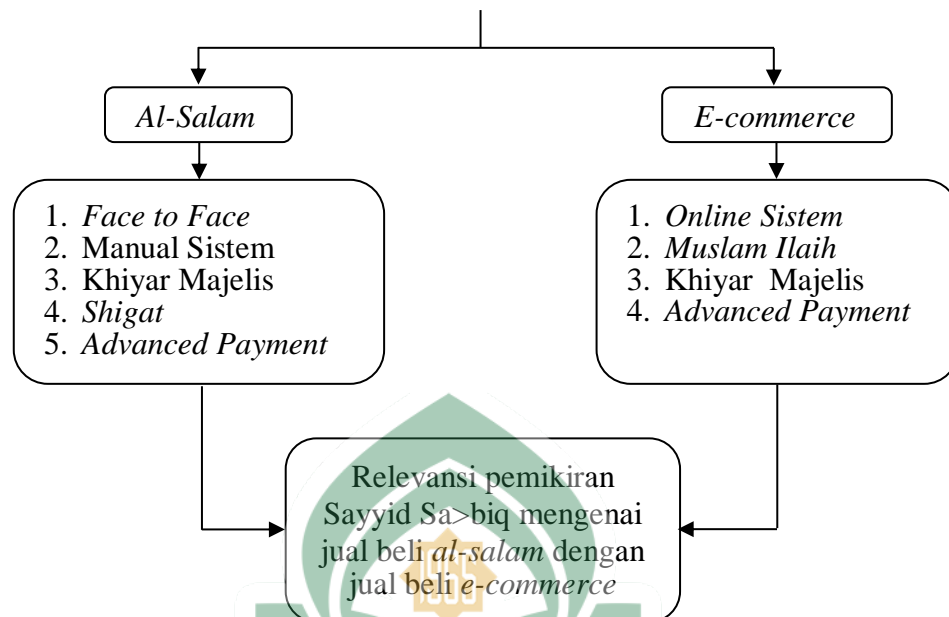 Al-Salam
E-commerce
1. Face to Face
2. Manual Sistem
3. Khiyar Majelis
4. Shigat
5. Advanced Payment
1. Online Sistem
2. Muslam Ilaih
3. Khiyar Majelis
4. Advanced Payment
Relevansi pemikiran
Sayyid Sa>biq mengenai
jual beli al-salam dengan
jual beli e-commerce
1965